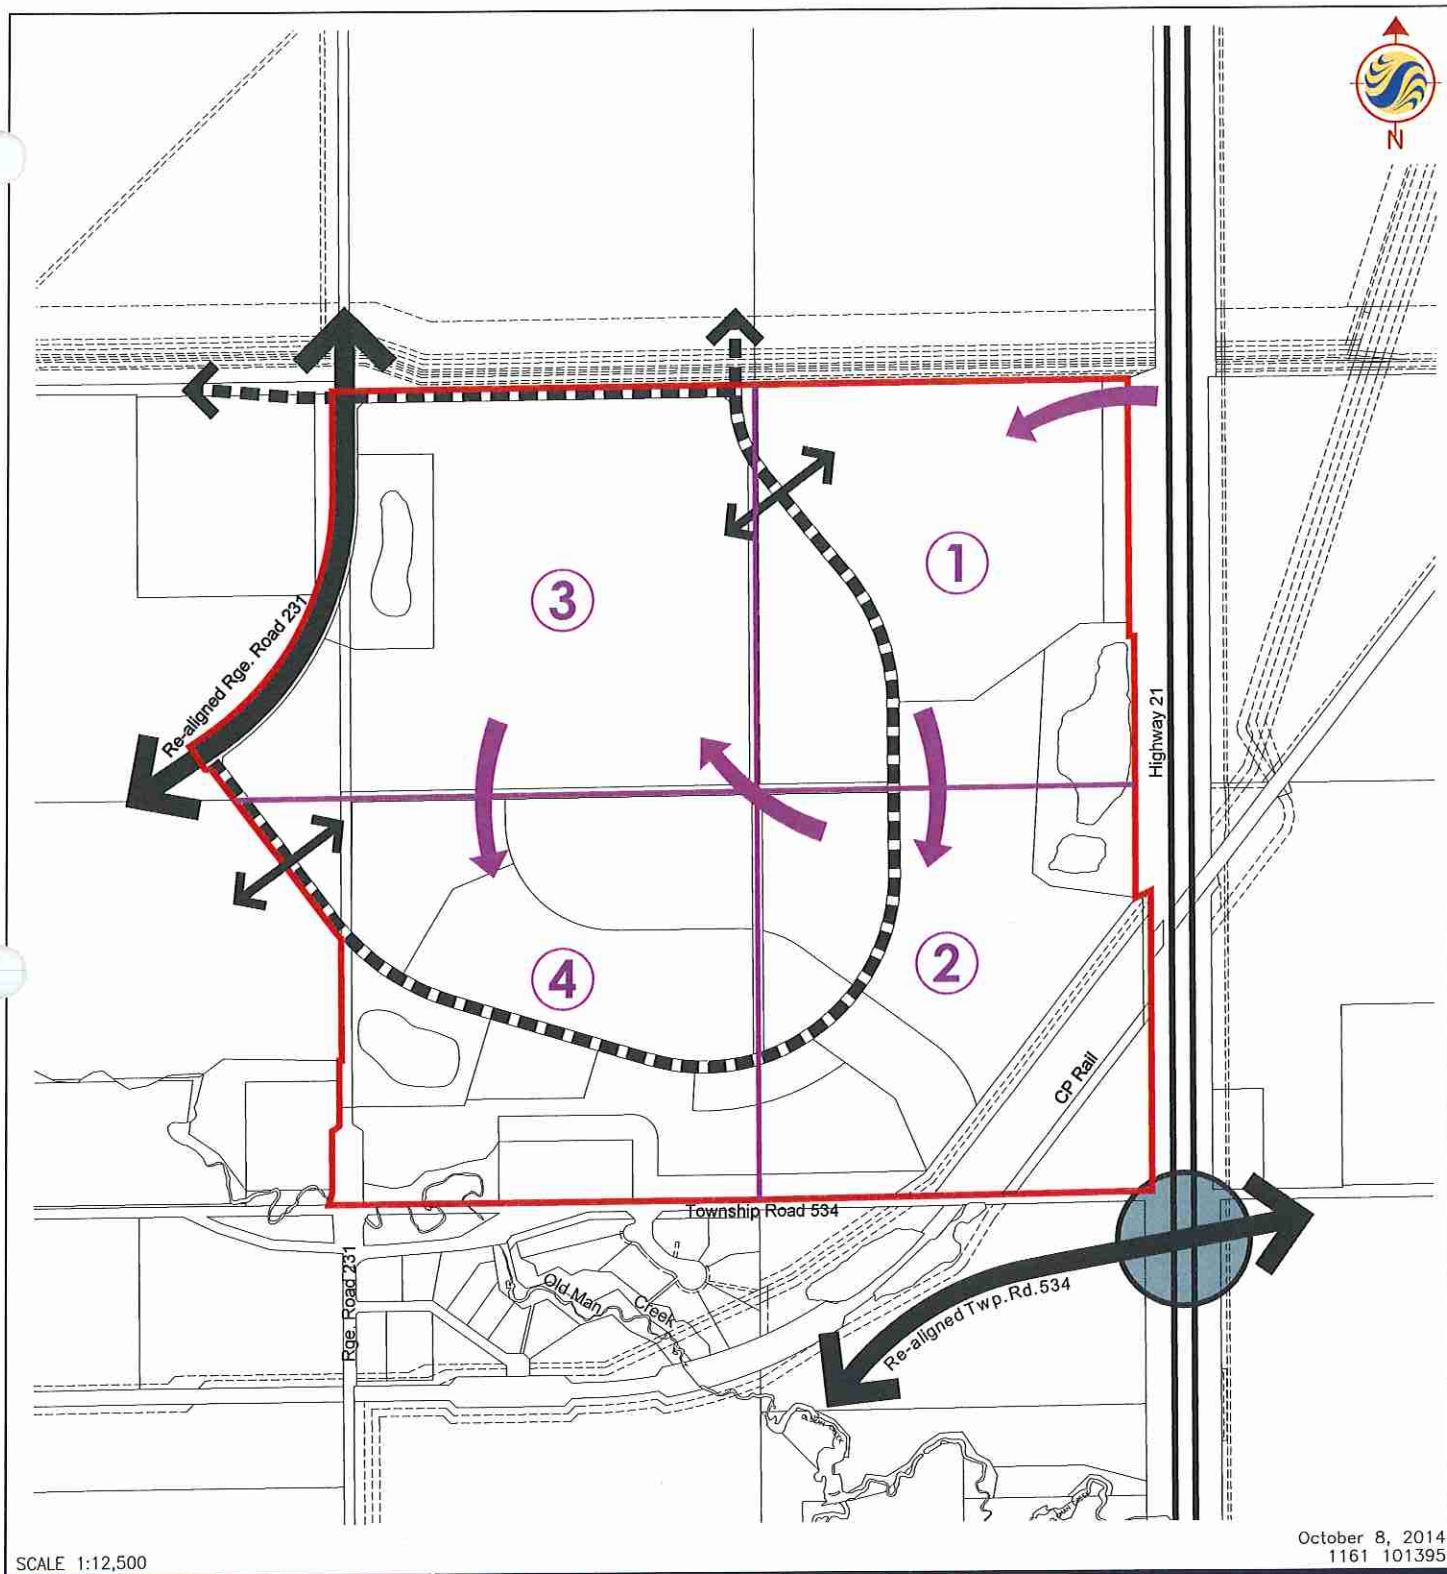 N
1
3
Re-aligned Rge. Road 231
Highway 21
4
2
CP Rail
Township Road 534
Rge. Road 231
Old Man
Creek
Re-aligned Twp. Rd. 534
October 8, 2014
SCALE 1:12,500
1161 101395